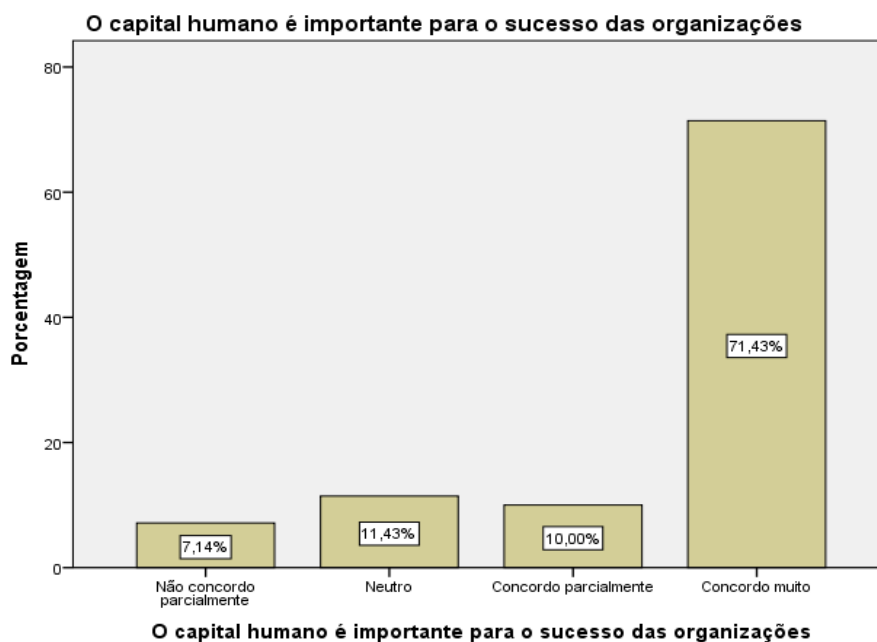 O capital humano é importante para o sucesso das organizações
80
60
40
20
0
Porcentagem
7,14%
11,43%
10,00%
71,43%
Não concordo
parcialmente
Neutro
Concordo parcialmente
Concordo muito
O capital humano é importante para o sucesso das organizações